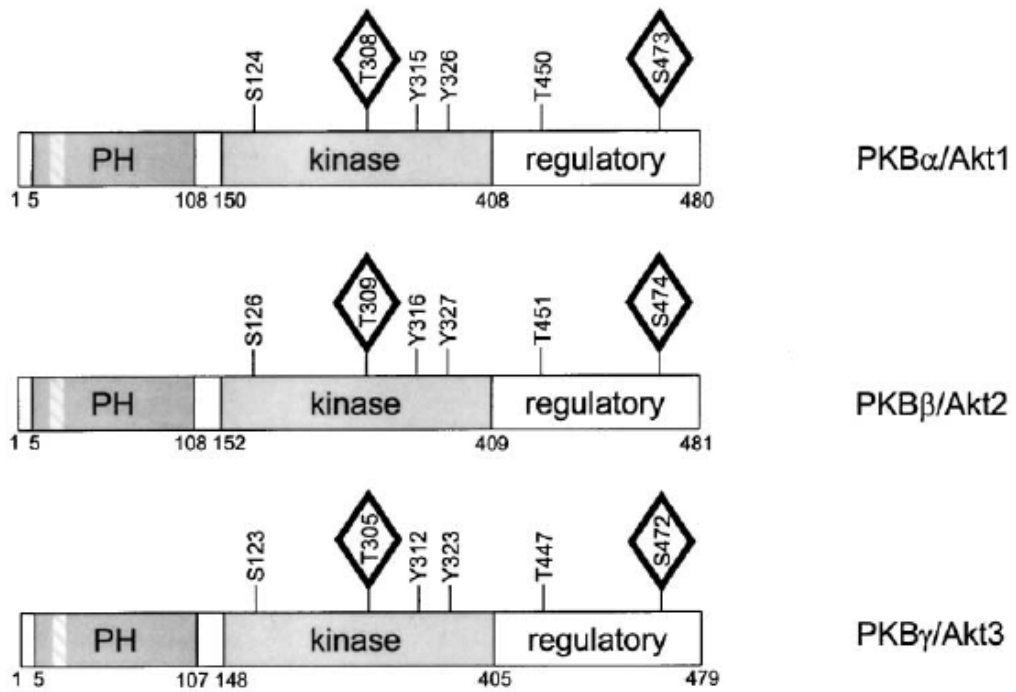 S124 T308 Y315 Y326 T450 S473
PH kinase regulatory PKBα/Akt1
1 5 108 150 408 480
S126 T309 Y316 Y327 T451 S474
PH kinase regulatory PKBβ/Akt2
1 5 108 152 409 481
S123 T305 Y312 Y323 T447 S472
PH kinase regulatory PKBγ/Akt3
1 5 107 148 405 479